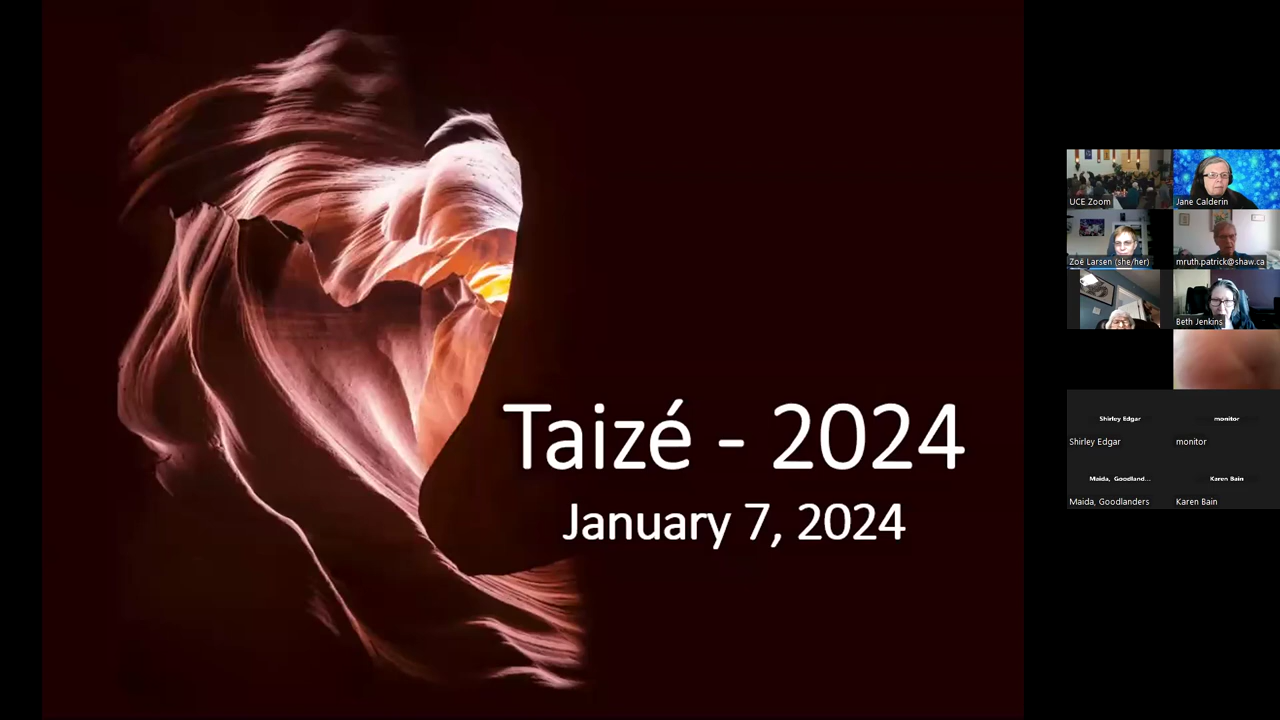 Taizé - 2024
January 7, 2024
UCE Zoom
Jane Calderin
Zoë Larsen (she/her)
mruth.patrick@shaw.ca
Beth Jenkins
Shirley Edgar
monitor
Shirley Edgar
monitor
Maida, Goodland...
Karen Bain
Maida, Goodlanders
Karen Bain